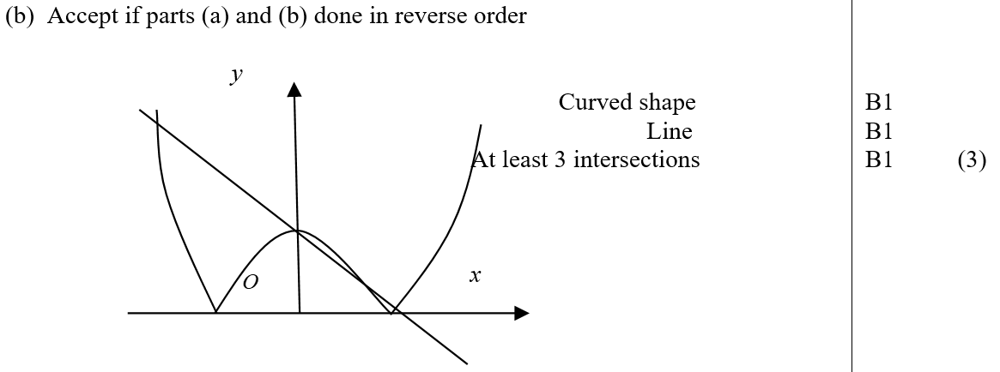 (b) Accept if parts (a) and (b) done in reverse order
y
Curved shape B1
Line B1
At least 3 intersections B1 (3)
O
x